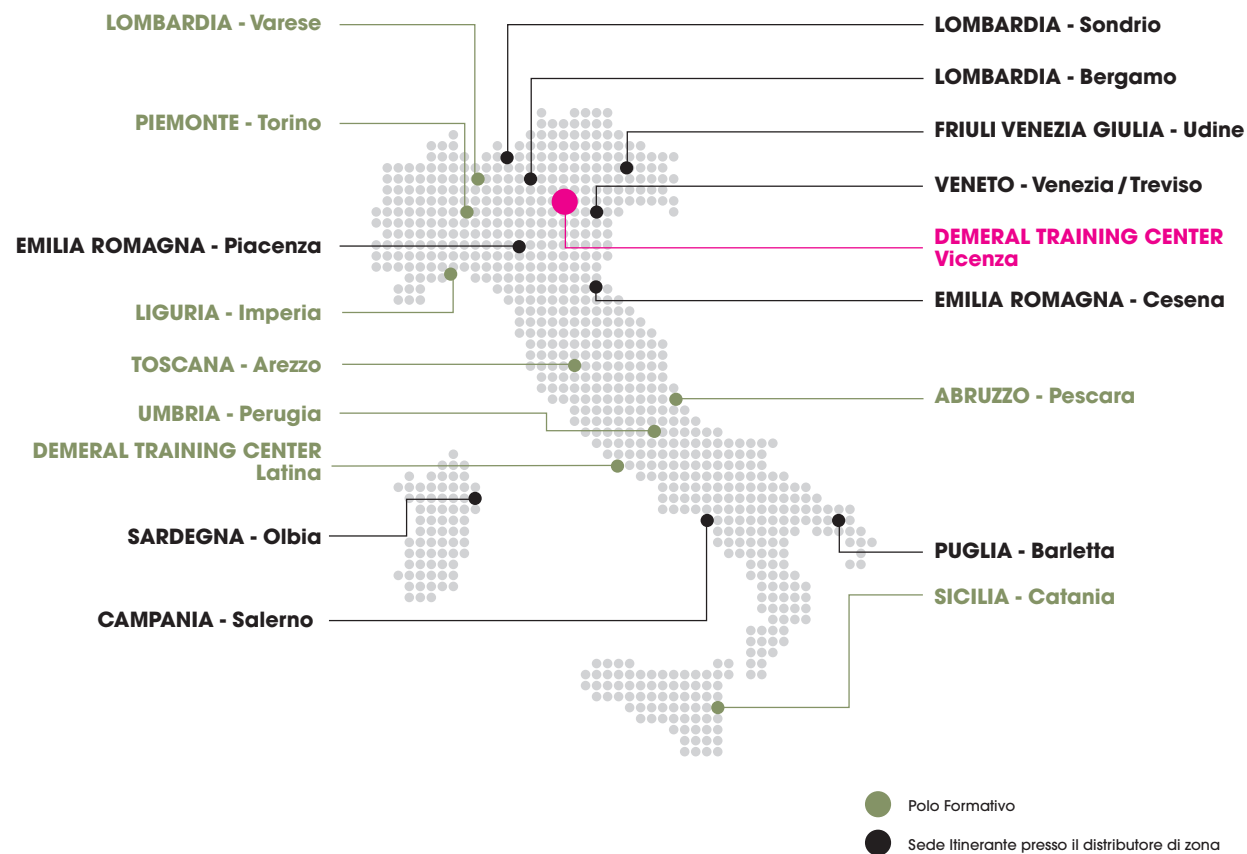 LOMBARDIA - Varese
PIEMONTE - Torino
EMILIA ROMAGNA - Piacenza
LIGURIA - Imperia
TOSCANA - Arezzo
UMBRIA - Perugia
DEMERAL TRAINING CENTER
Latina
SARDEGNA - Olbia
CAMPANIA - Salerno
LOMBARDIA - Sondrio
LOMBARDIA - Bergamo
FRIULI VENEZIA GIULIA - Udine
VENETO - Venezia / Treviso
DEMERAL TRAINING CENTER
Vicenza
EMILIA ROMAGNA - Cesena
ABRUZZO - Pescara
PUGLIA - Barletta
SICILIA - Catania
Polo Formativo
Sede Itinerante presso il distributore di zona